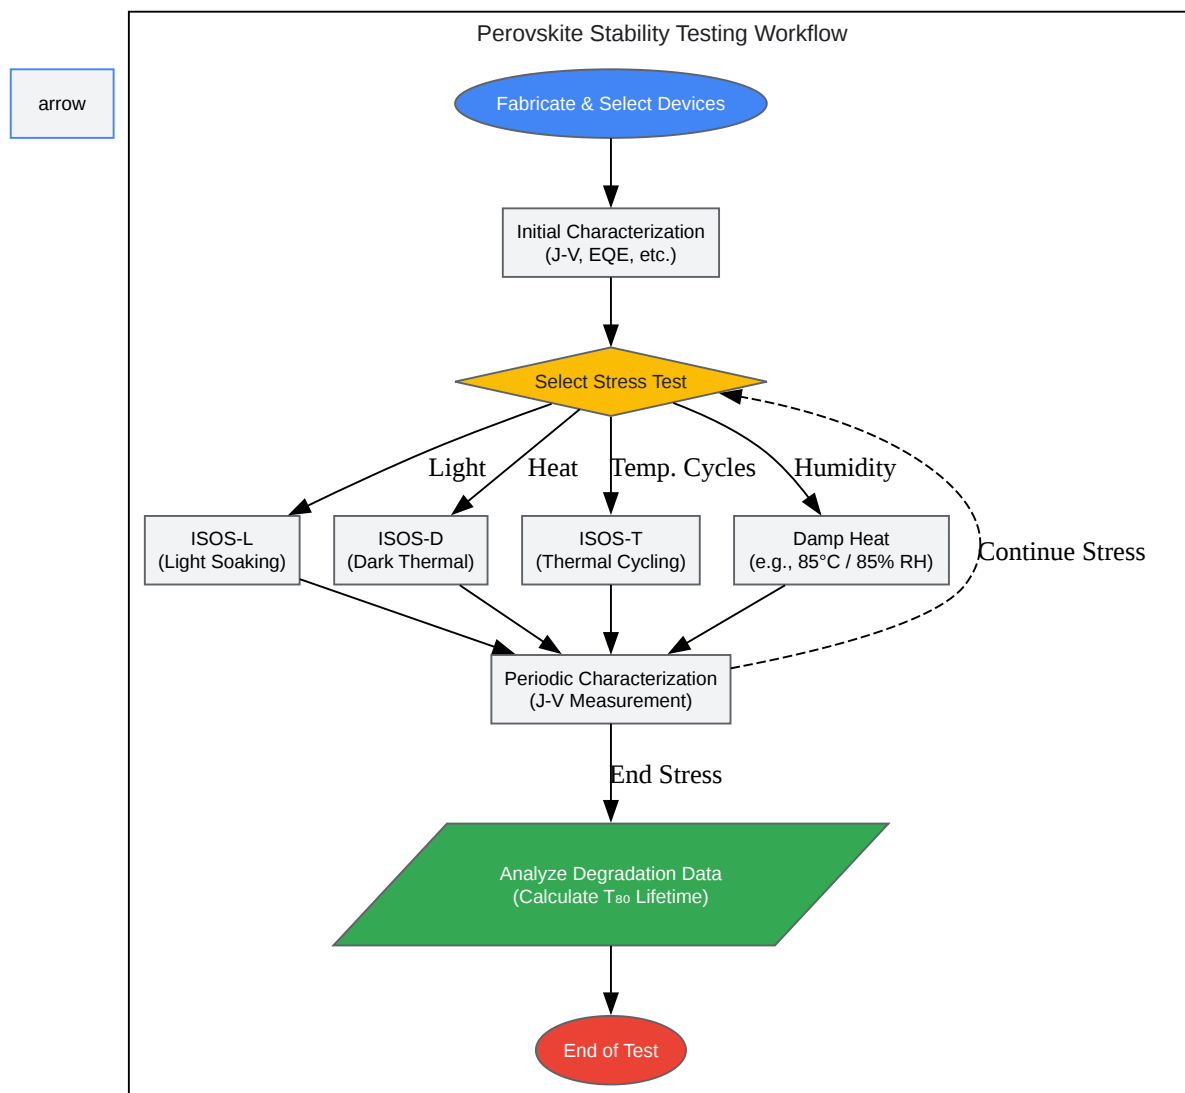 Perovskite Stability Testing Workflow
arrow
Fabricate & Select Devices
Initial Characterization
(J-V, EQE, etc.)
Select Stress Test
Light
Heat
Temp. Cycles
Humidity
ISOS-L
(Light Soaking)
ISOS-D
(Dark Thermal)
ISOS-T
(Thermal Cycling)
Damp Heat
(e.g., 85°C / 85% RH)
Continue Stress
Periodic Characterization
(J-V Measurement)
End Stress
Analyze Degradation Data
(Calculate T₈₀ Lifetime)
End of Test